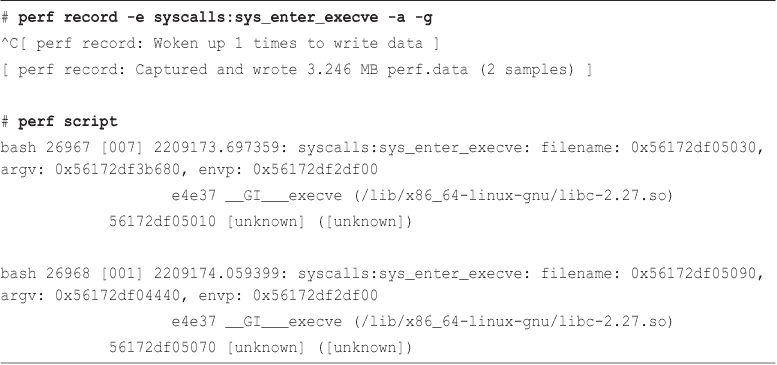 # perf record -e syscalls:sys_enter_execve -a -g
^C[ perf record: Woken up 1 times to write data ]
[ perf record: Captured and wrote 3.246 MB perf.data (2 samples) ]
# perf script
bash 26967 [007] 2209173.697359: syscalls:sys_enter_execve: filename: 0x56172df05030,
argv: 0x56172df3b680, envp: 0x56172df2df00
e4e37 __GI___execve (/lib/x86_64-linux-gnu/libc-2.27.so)
56172df05010 [unknown] ([unknown])
bash 26968 [001] 2209174.059399: syscalls:sys_enter_execve: filename: 0x56172df05090,
argv: 0x56172df04440, envp: 0x56172df2df00
e4e37 __GI___execve (/lib/x86_64-linux-gnu/libc-2.27.so)
56172df05070 [unknown] ([unknown])